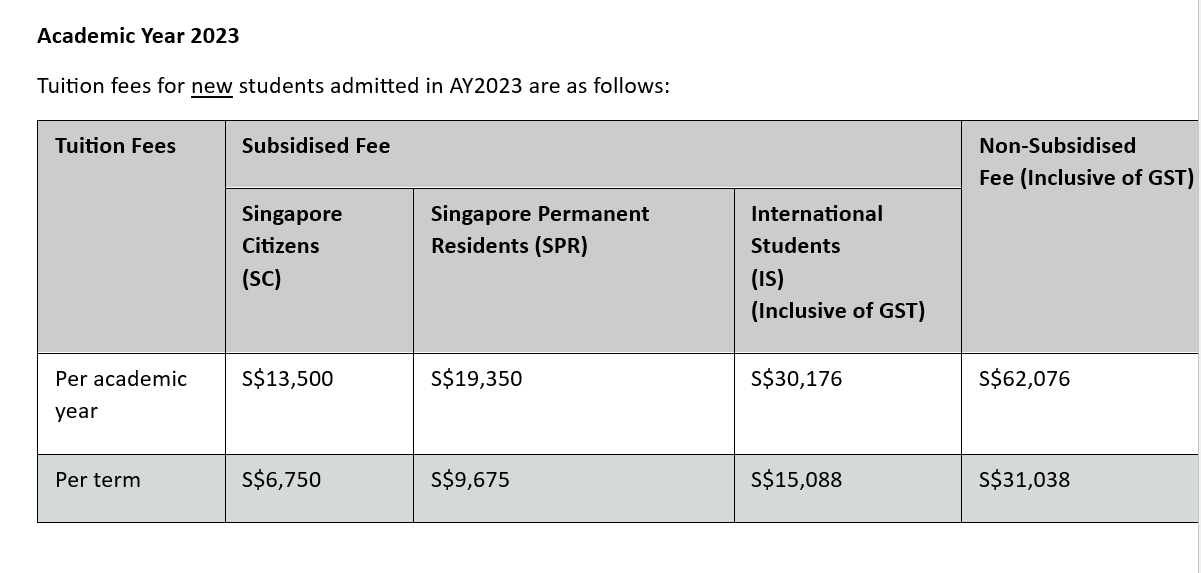 Academic Year 2023
Tuition fees for new students admitted in AY2023 are as follows:
Tuition Fees
Subsidised Fee
Non-Subsidised
Fee (Inclusive of GST)
Singapore
Citizens
(SC)
Singapore Permanent
Residents (SPR)
International
Students
(IS)
(Inclusive of GST)
Per academic
year
S$13,500
S$19,350
S$30,176
S$62,076
Per term
S$6,750
S$9,675
S$15,088
S$31,038